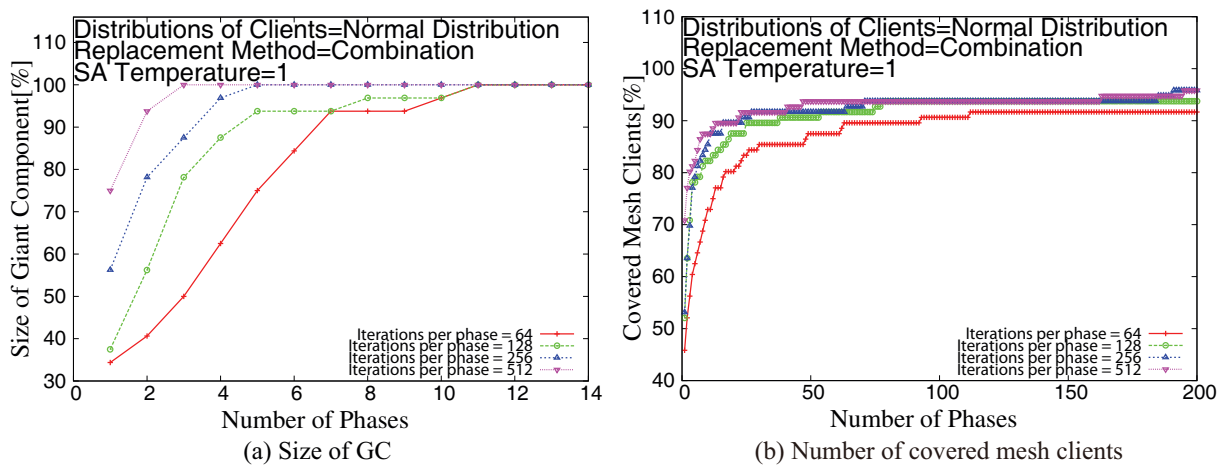 Distributions of Clients=Normal Distribution
Replacement Method=Combination
SA Temperature=1
110
100
90
80
70
60
50
40
30
0
2
4
6
8
10
12
14
Size of Giant Component[%]
Number of Phases
Iterations per phase = 64
Iterations per phase = 128
Iterations per phase = 256
Iterations per phase = 512
(a) Size of GC
Distributions of Clients=Normal Distribution
Replacement Method=Combination
SA Temperature=1
110
100
90
80
70
60
50
40
0
50
100
150
200
Covered Mesh Clients[%]
Number of Phases
Iterations per phase = 64
Iterations per phase = 128
Iterations per phase = 256
Iterations per phase = 512
(b) Number of covered mesh clients